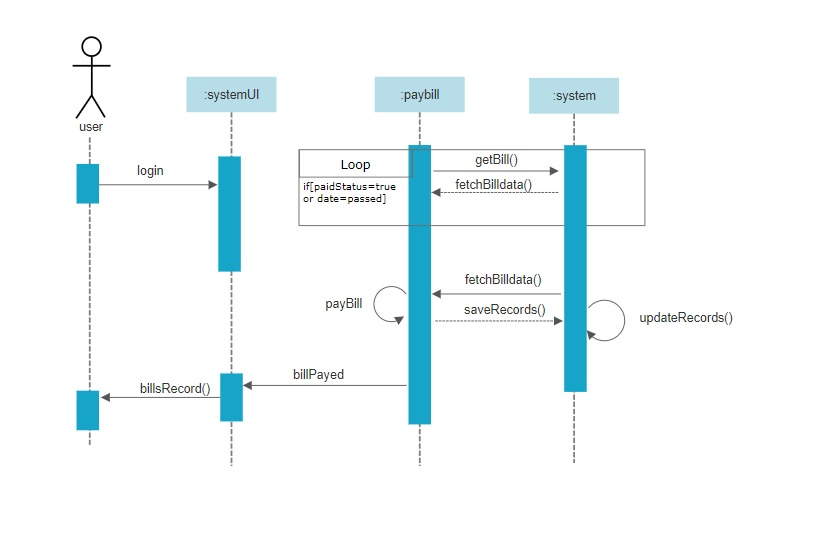 user
:systemUI
:paybill
:system
login
Loop
if[paidStatus=true
or date=passed]
getBill()
fetchBilldata()
fetchBilldata()
payBill
saveRecords()
updateRecords()
billPayed
billsRecord()